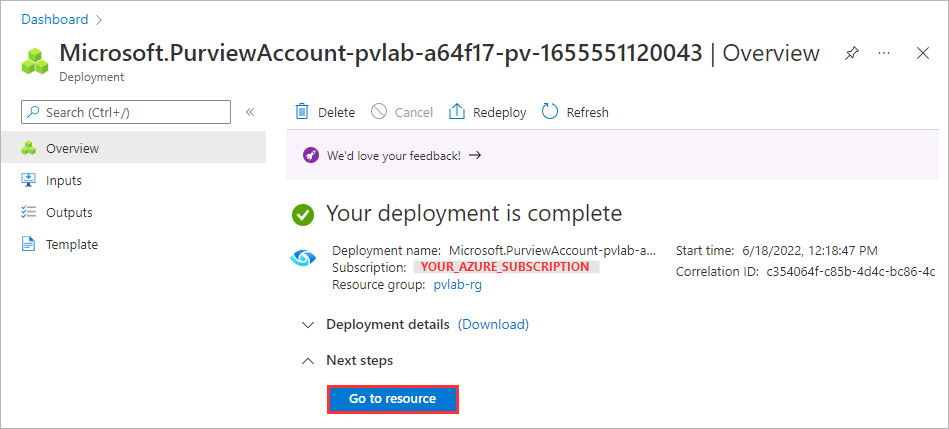 Dashboard >
Microsoft.PurviewAccount-pvlab-a64f17-pv-1655551120043 | Overview
Deployment
Search (Ctrl+/)
«
Delete
Cancel
Redeploy
Refresh
Overview
Inputs
Outputs
Template
We'd love your feedback! →
Your deployment is complete
Deployment name: Microsoft.PurviewAccount-pvlab-a...
Subscription: YOUR_AZURE_SUBSCRIPTION
Resource group: pvlab-rg
Start time: 6/18/2022, 12:18:47 PM
Correlation ID: c354064f-c85b-4d4c-bc86-4c
Deployment details (Download)
Next steps
Go to resource